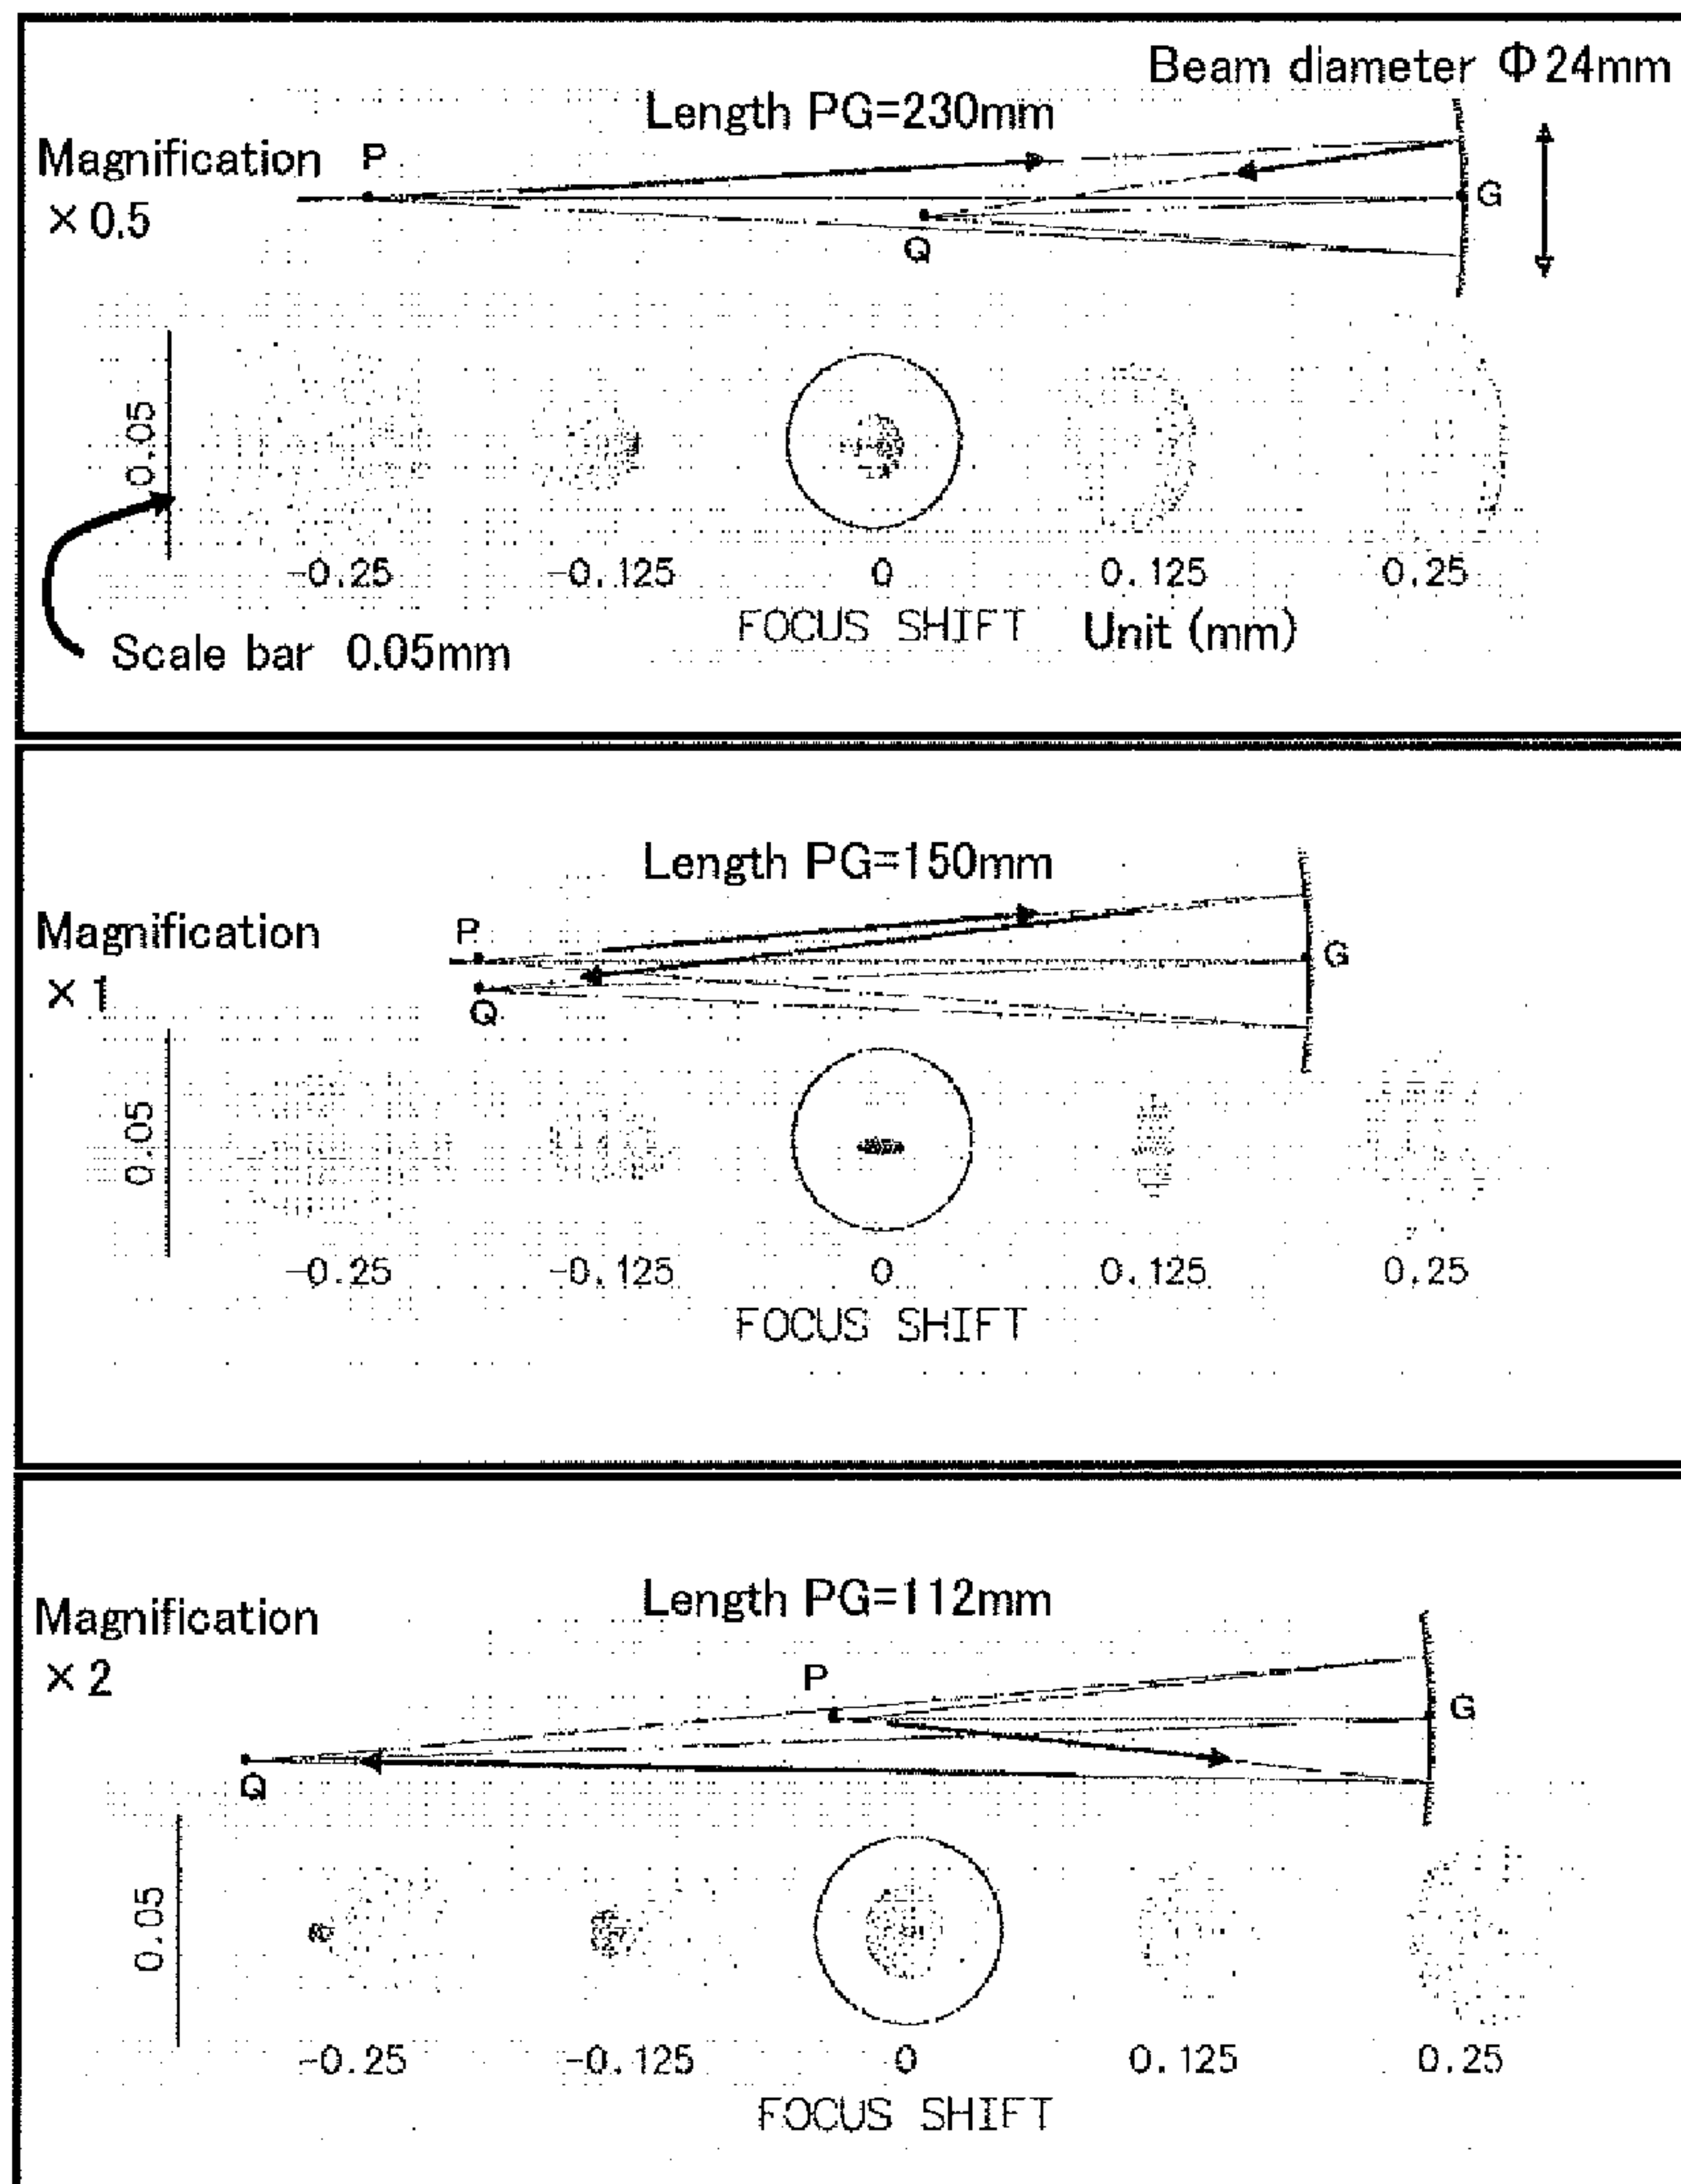 Beam diameter Φ24mm
Length PG=230mm
Magnification
×0.5
P
G
Q
0.05
-0.25 -0.125 0 0.125 0.25
FOCUS SHIFT Unit (mm)
Scale bar 0.05mm
Length PG=150mm
Magnification
×1
P
G
Q
0.05
-0.25 -0.125 0 0.125 0.25
FOCUS SHIFT
Length PG=112mm
Magnification
×2
P
G
Q
0.05
-0.25 -0.125 0 0.125 0.25
FOCUS SHIFT